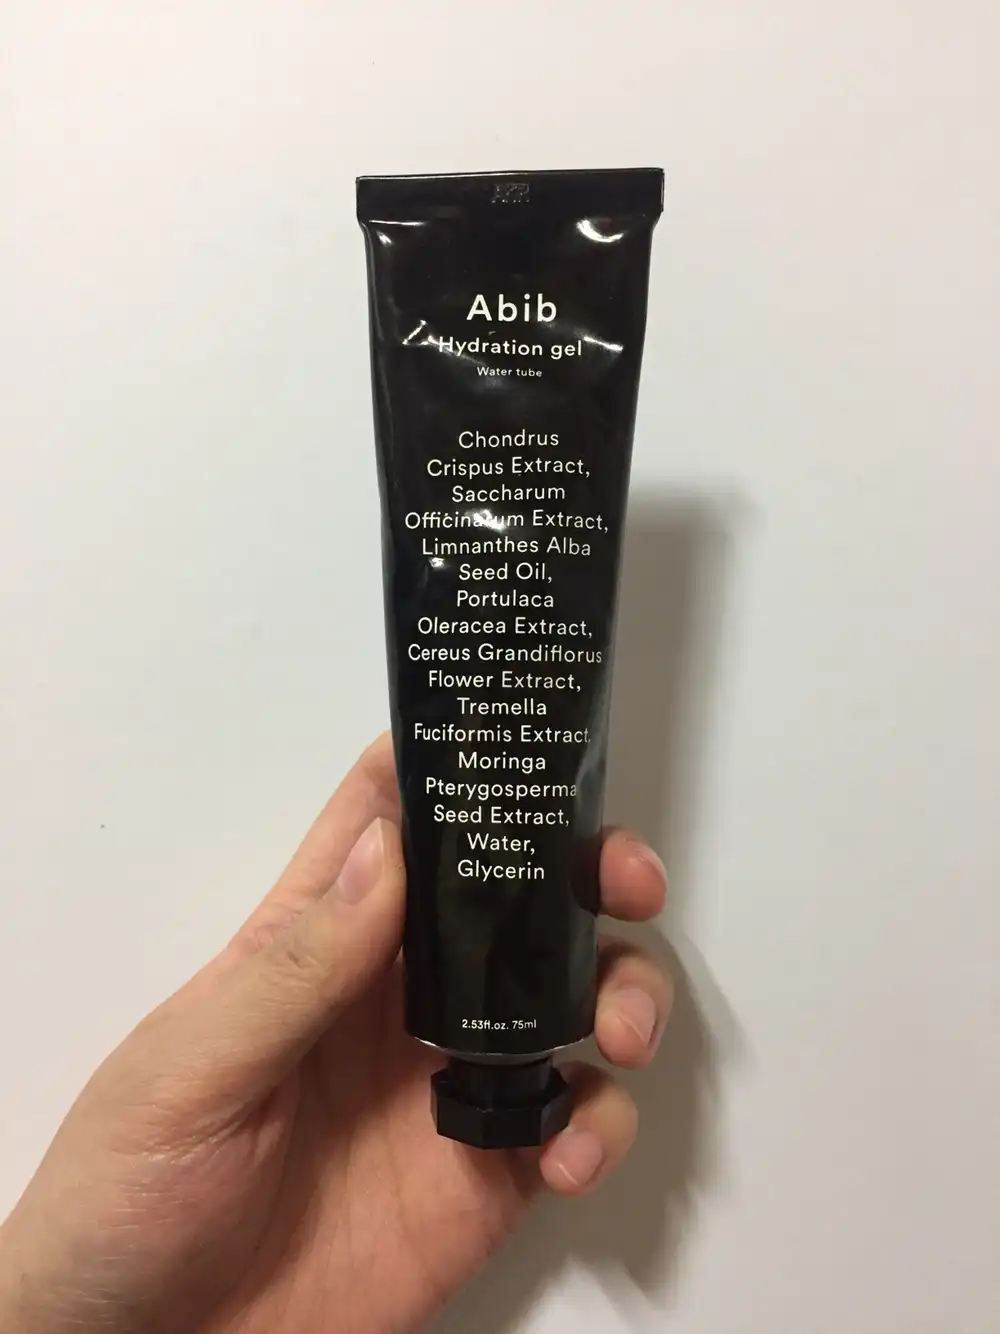 Abib
Hydration gel
Water tube
Chondrus
Crispus Extract,
Saccharum
Officinarum Extract,
Limnanthes Alba
Seed Oil,
Portulaca
Oleracea Extract,
Cereus Grandiflorus
Flower Extract,
Tremella
Fuciformis Extract,
Moringa
Pterygosperma
Seed Extract,
Water,
Glycerin
2.53fl.oz. 75ml